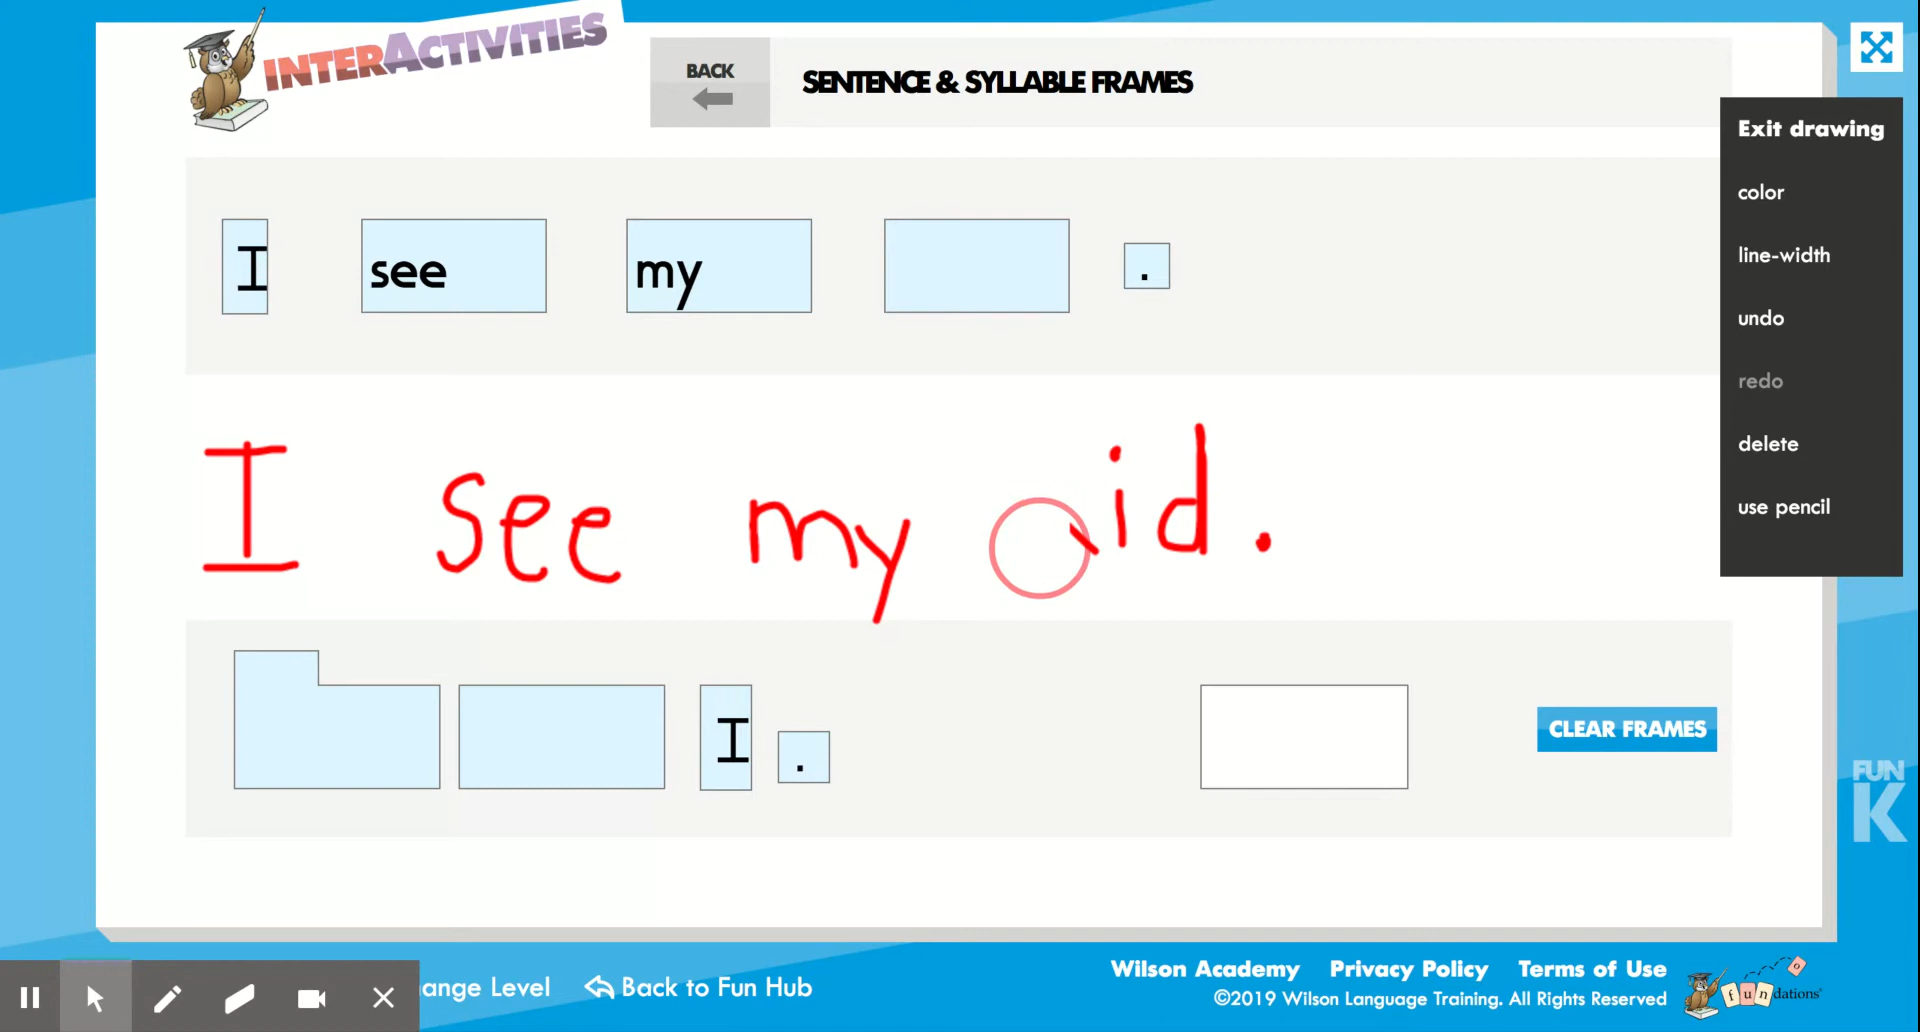 INTERACTIVITIES
BACK
SENTENCE & SYLLABLE FRAMES
Exit drawing
color
line-width
undo
redo
delete
use pencil
I see my .
I see my id.
I .
CLEAR FRAMES
FUN
K
ange Level
Back to Fun Hub
Wilson Academy Privacy Policy Terms of Use
©2019 Wilson Language Training. All Rights Reserved
fundations®